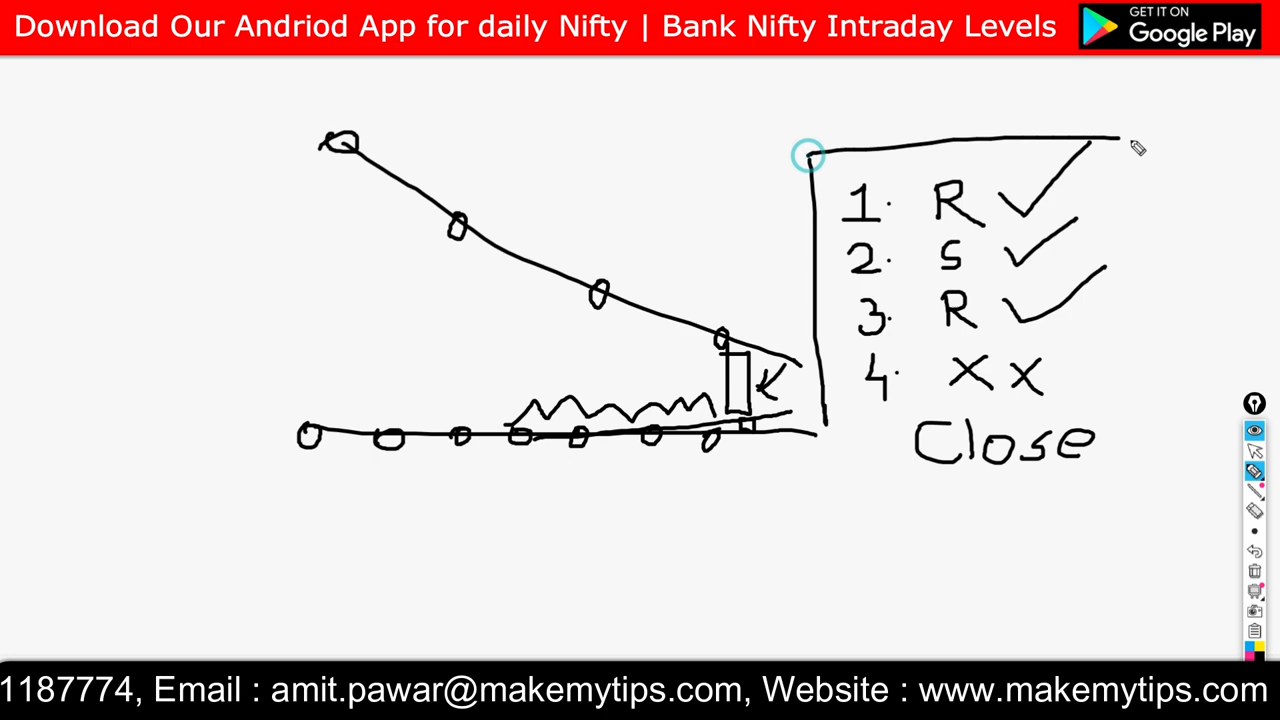 Download Our Andriod App for daily Nifty | Bank Nifty Intraday Levels
GET IT ON
Google Play
1. R
2. S
3. R
4. X X
Close
1187774, Email : amit.pawar@makemytips.com, Website : www.makemytips.com